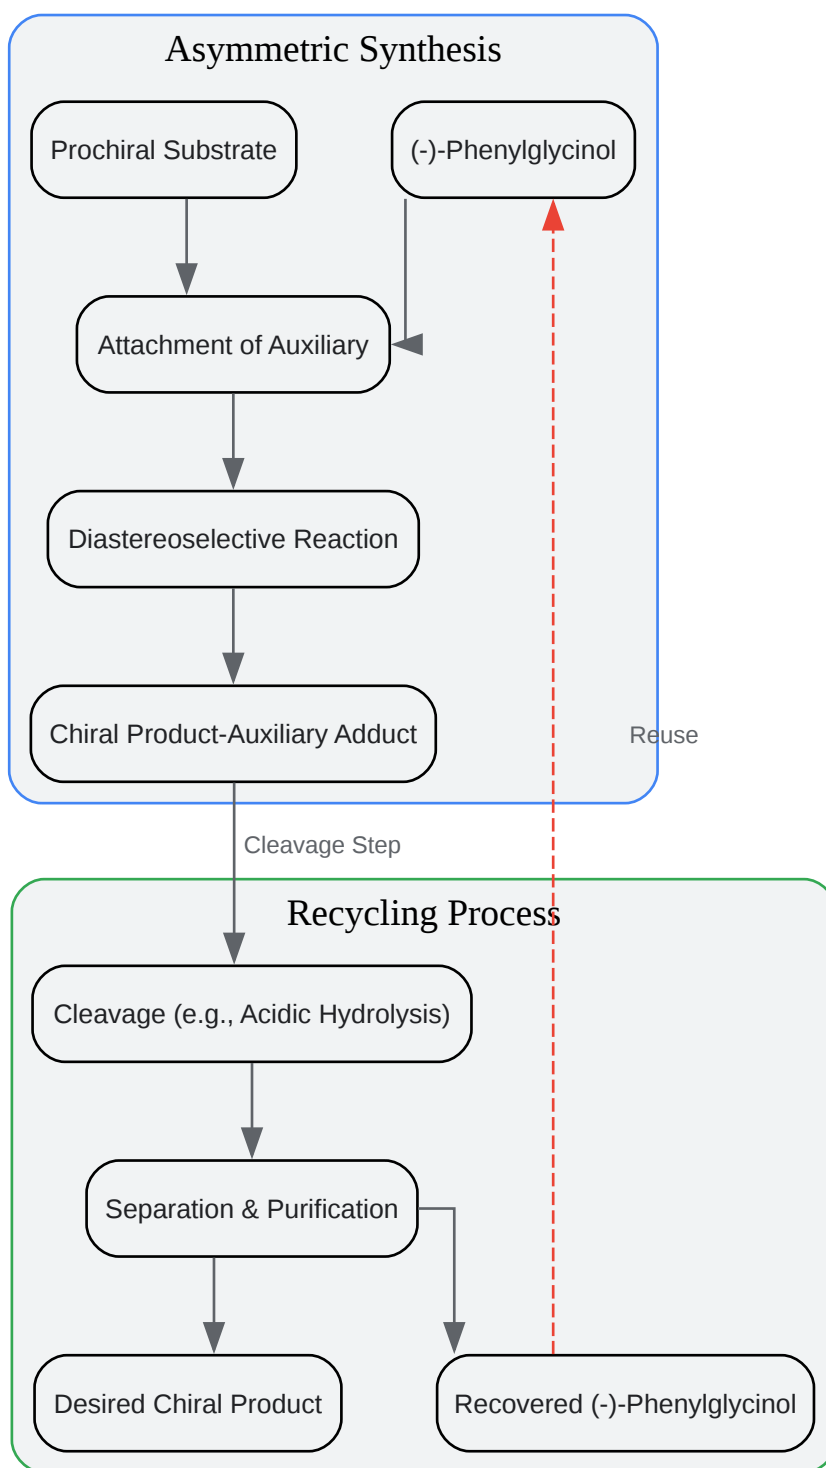 Asymmetric Synthesis
Prochiral Substrate
(-)-Phenylglycinol
Attachment of Auxiliary
Diastereoselective Reaction
Chiral Product-Auxiliary Adduct
Reuse
Cleavage Step
Recycling Process
Cleavage (e.g., Acidic Hydrolysis)
Separation & Purification
Desired Chiral Product
Recovered (-)-Phenylglycinol